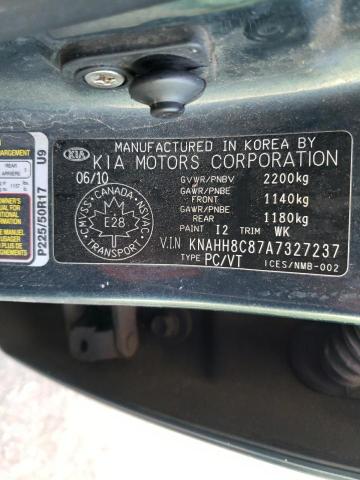 MANUFACTURED IN KOREA BY
KIA KIA MOTORS CORPORATION
06/10
GVWR/PNBV 2200kg
GAWR/PNBE
FRONT 1140kg
GAWR/PNBE
REAR 1180kg
PAINT I2 TRIM WK
V.I.N KNAHH8C87A7327237
TYPE PC/VT ICES/NMB-002
CANADA
CMVSS NSVAC
E28
TRANSPORT
P225/50R17 U9
REAR
ARRIERE